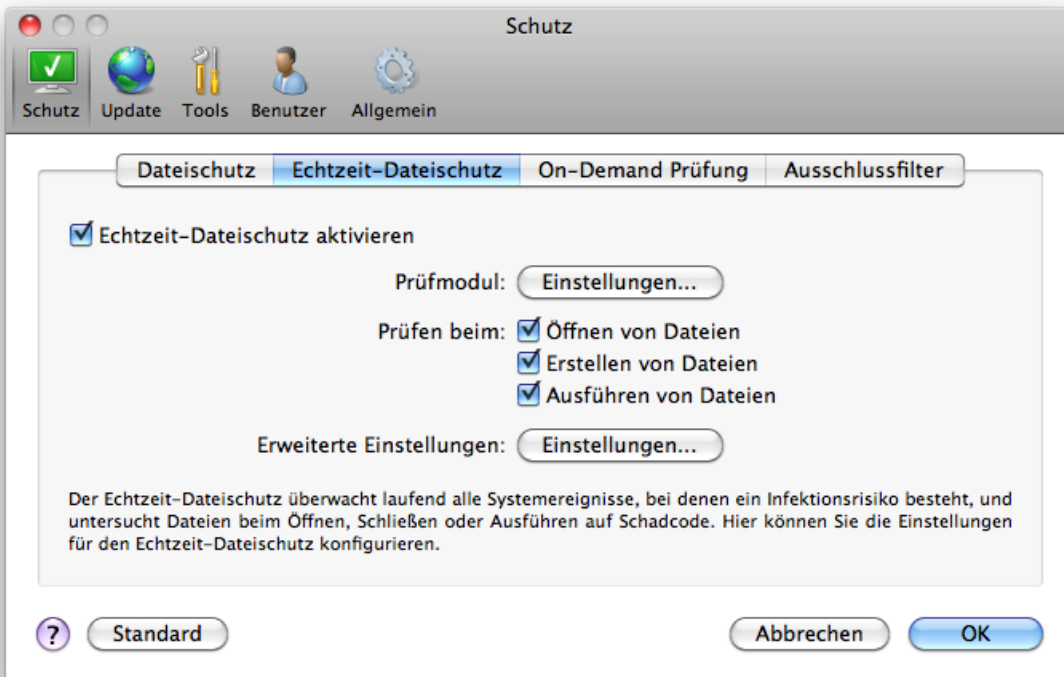 Schutz
Schutz Update Tools Benutzer Allgemein
Dateischutz Echtzeit-Dateischutz On-Demand Prüfung Ausschlussfilter
Echtzeit-Dateischutz aktivieren
Prüfmodul: Einstellungen...
Prüfen beim: Öffnen von Dateien
Erstellen von Dateien
Ausführen von Dateien
Erweiterte Einstellungen: Einstellungen...
Der Echtzeit-Dateischutz überwacht laufend alle Systemereignisse, bei denen ein Infektionsrisiko besteht, und
untersucht Dateien beim Öffnen, Schließen oder Ausführen auf Schadcode. Hier können Sie die Einstellungen
für den Echtzeit-Dateischutz konfigurieren.
? Standard Abbrechen OK